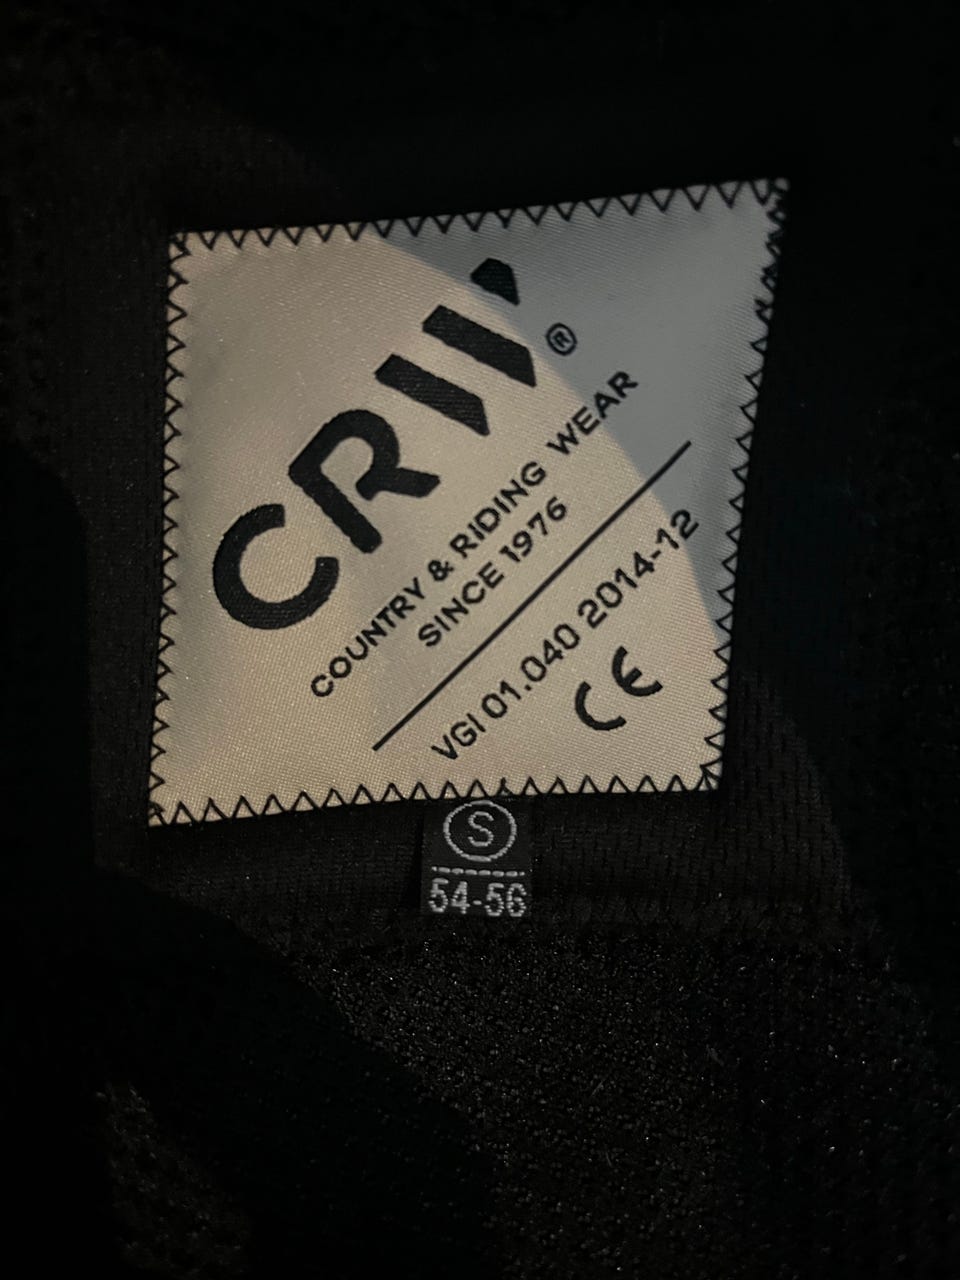 CRW®
COUNTRY & RIDING WEAR
SINCE 1976
VGI 01.040 2014-12
CE
S
54-56